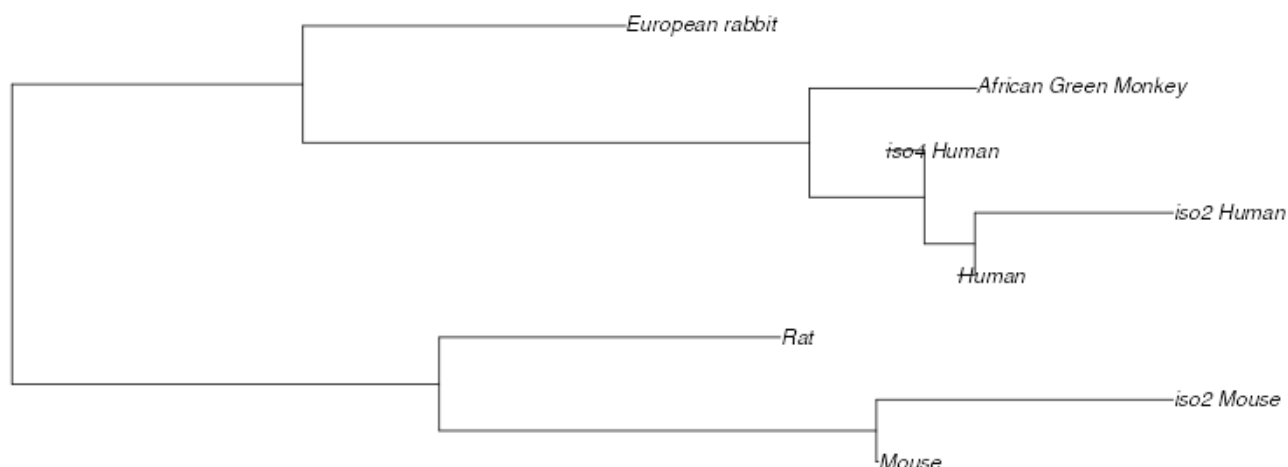 European rabbit
African Green Monkey
iso4 Human
iso2 Human
Human
Rat
iso2 Mouse
Mouse